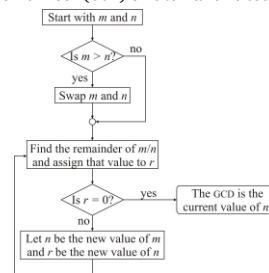 Start with m and n
Is m > n?
no
yes
Swap m and n
Find the remainder of m/n
and assign that value to r
Is r = 0?
yes
The GCD is the
current value of n
no
Let n be the new value of m
and r be the new value of n